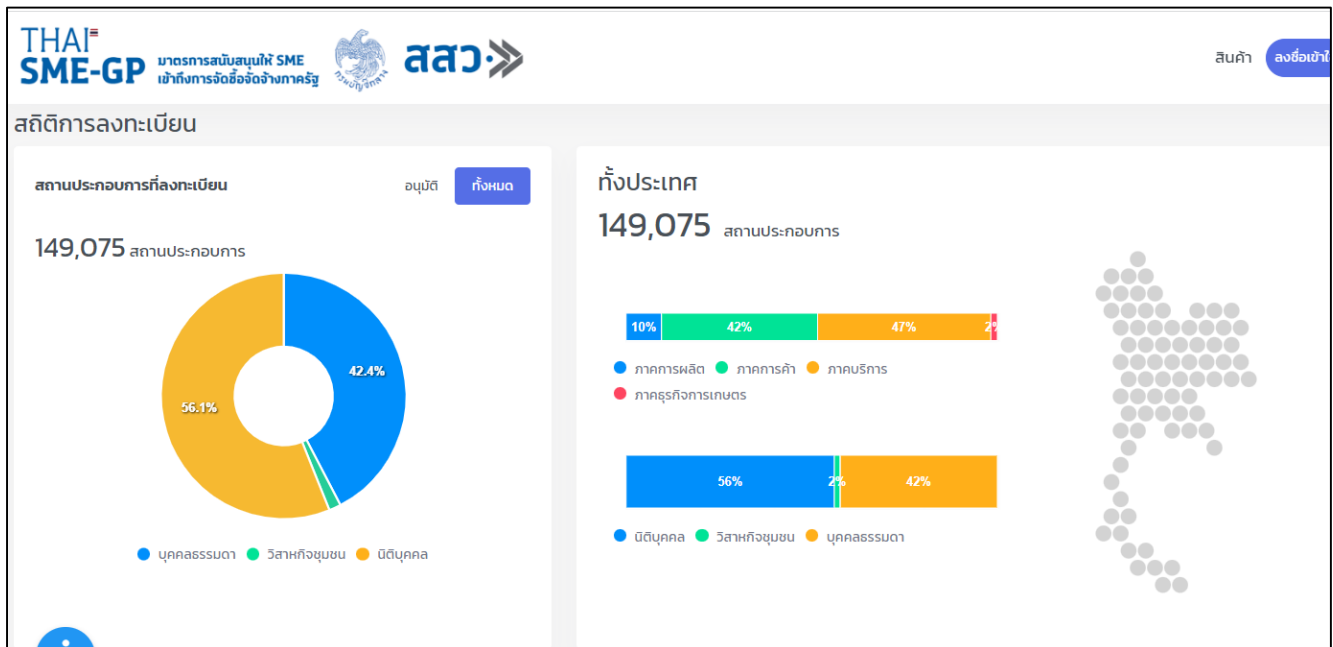 THAI
SME-GP มาตรการสนับสนุนให้ SME
เข้าถึงการจัดซื้อจัดจ้างภาครัฐ
กรมบัญชีกลาง
สสว.
สินค้า
สถิติการลงทะเบียน
สถานประกอบการที่ลงทะเบียน
อนุมัติ
ทั้งหมด
149,075 สถานประกอบการ
42.4%
56.1%
บุคคลธรรมดา วิสาหกิจชุมชน นิติบุคคล
ทั้งประเทศ
149,075 สถานประกอบการ
10% 42% 47% 2%
ภาคการผลิต ภาคการค้า ภาคบริการ
ภาคธุรกิจการเกษตร
56% 2% 42%
นิติบุคคล วิสาหกิจชุมชน บุคคลธรรมดา